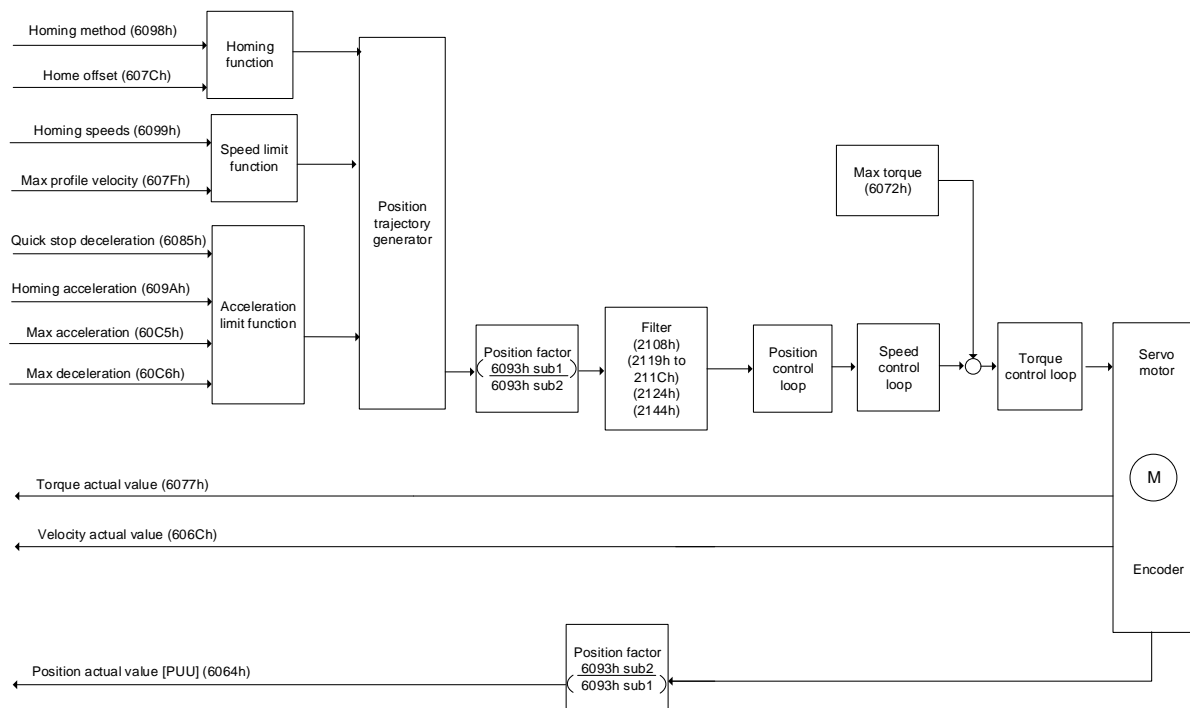 Homing method (6098h)
Home offset (607Ch)
Homing
function
Homing speeds (6099h)
Max profile velocity (607Fh)
Speed limit
function
Quick stop deceleration (6085h)
Homing acceleration (609Ah)
Max acceleration (60C5h)
Max deceleration (60C6h)
Acceleration
limit function
Position
trajectory
generator
Position factor
(6093h sub1
6093h sub2)
Filter
(2108h)
(2119h to
211Ch)
(2124h)
(2144h)
Position
control
loop
Speed
control
loop
Max torque
(6072h)
Torque
control loop
Servo
motor
M
Encoder
Torque actual value (6077h)
Velocity actual value (606Ch)
Position actual value [PUU] (6064h)
Position factor
(6093h sub2
6093h sub1)